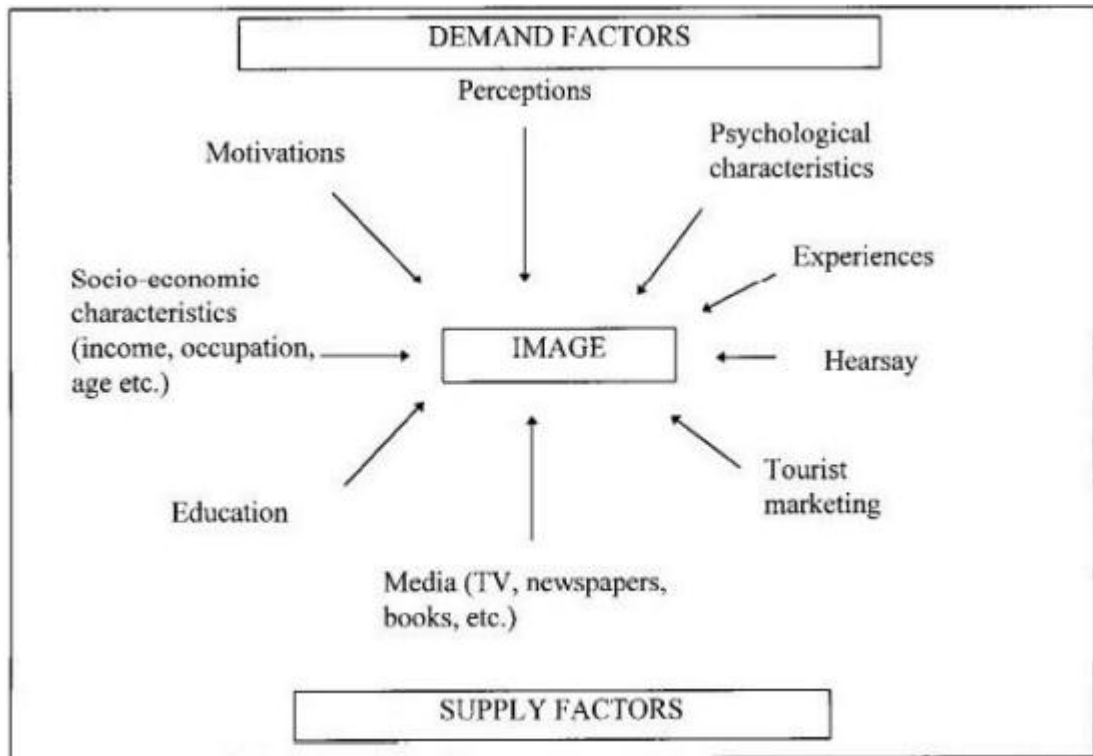 DEMAND FACTORS
Perceptions
Psychological
characteristics
Motivations
Experiences
Socio-economic
characteristics
(income, occupation,
age etc.)
IMAGE
Hearsay
Tourist
marketing
Education
Media (TV, newspapers,
books, etc.)
SUPPLY FACTORS